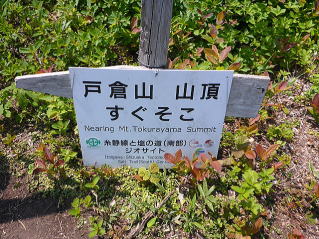 戸倉山 山頂
すぐそこ
Nearing Mt.Tokurayama Summit
糸静線と塩の道(南部)
ジオサイト